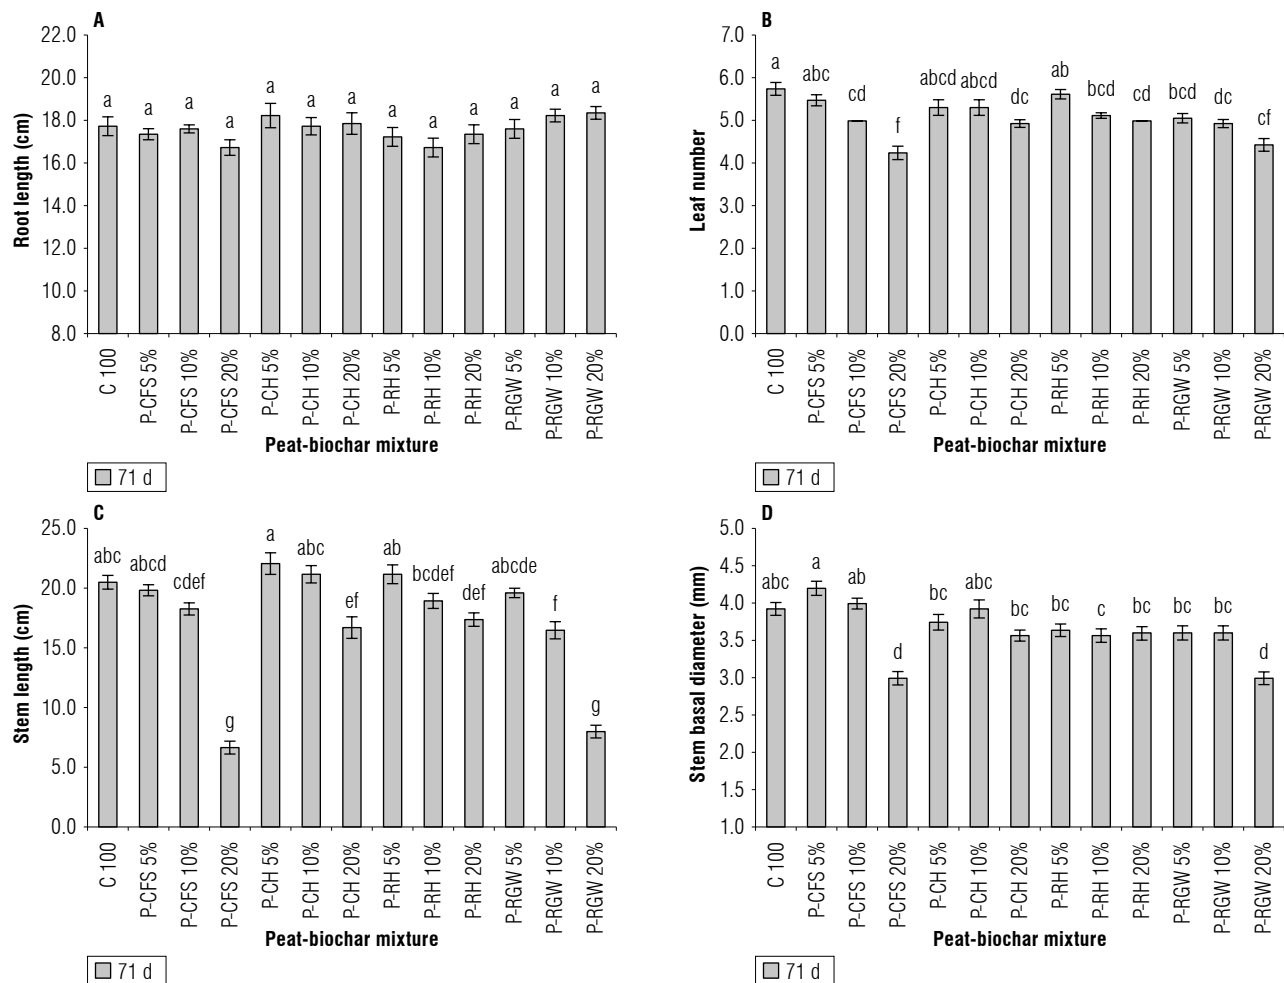 A
Root length (cm)
22.0
20.0
18.0
16.0
14.0
12.0
10.0
8.0
a a a a a a a a a a a a a
C 100
P-CFS 5%
P-CFS 10%
P-CFS 20%
P-CH 5%
P-CH 10%
P-CH 20%
P-RH 5%
P-RH 10%
P-RH 20%
P-RGW 5%
P-RGW 10%
P-RGW 20%
Peat-biochar mixture
71 d
B
Leaf number
7.0
6.0
5.0
4.0
3.0
2.0
1.0
0.0
a abc cd f abcd abcd dc ab bcd cd bcd dc cf
C 100
P-CFS 5%
P-CFS 10%
P-CFS 20%
P-CH 5%
P-CH 10%
P-CH 20%
P-RH 5%
P-RH 10%
P-RH 20%
P-RGW 5%
P-RGW 10%
P-RGW 20%
Peat-biochar mixture
71 d
C
Stem length (cm)
25.0
20.0
15.0
10.0
5.0
0.0
abc abcd cdef g a abc ef ab bcdef def abcde f g
C 100
P-CFS 5%
P-CFS 10%
P-CFS 20%
P-CH 5%
P-CH 10%
P-CH 20%
P-RH 5%
P-RH 10%
P-RH 20%
P-RGW 5%
P-RGW 10%
P-RGW 20%
Peat-biochar mixture
71 d
D
Stem basal diameter (mm)
5.0
4.5
4.0
3.5
3.0
2.5
2.0
1.5
1.0
abc a ab d bc abc bc bc c bc bc bc d
C 100
P-CFS 5%
P-CFS 10%
P-CFS 20%
P-CH 5%
P-CH 10%
P-CH 20%
P-RH 5%
P-RH 10%
P-RH 20%
P-RGW 5%
P-RGW 10%
P-RGW 20%
Peat-biochar mixture
71 d